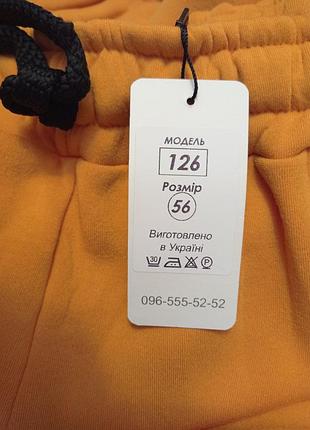 МОДЕЛЬ
126
Розмір
56
Виготовлено
в Україні
30 P
096-555-52-52